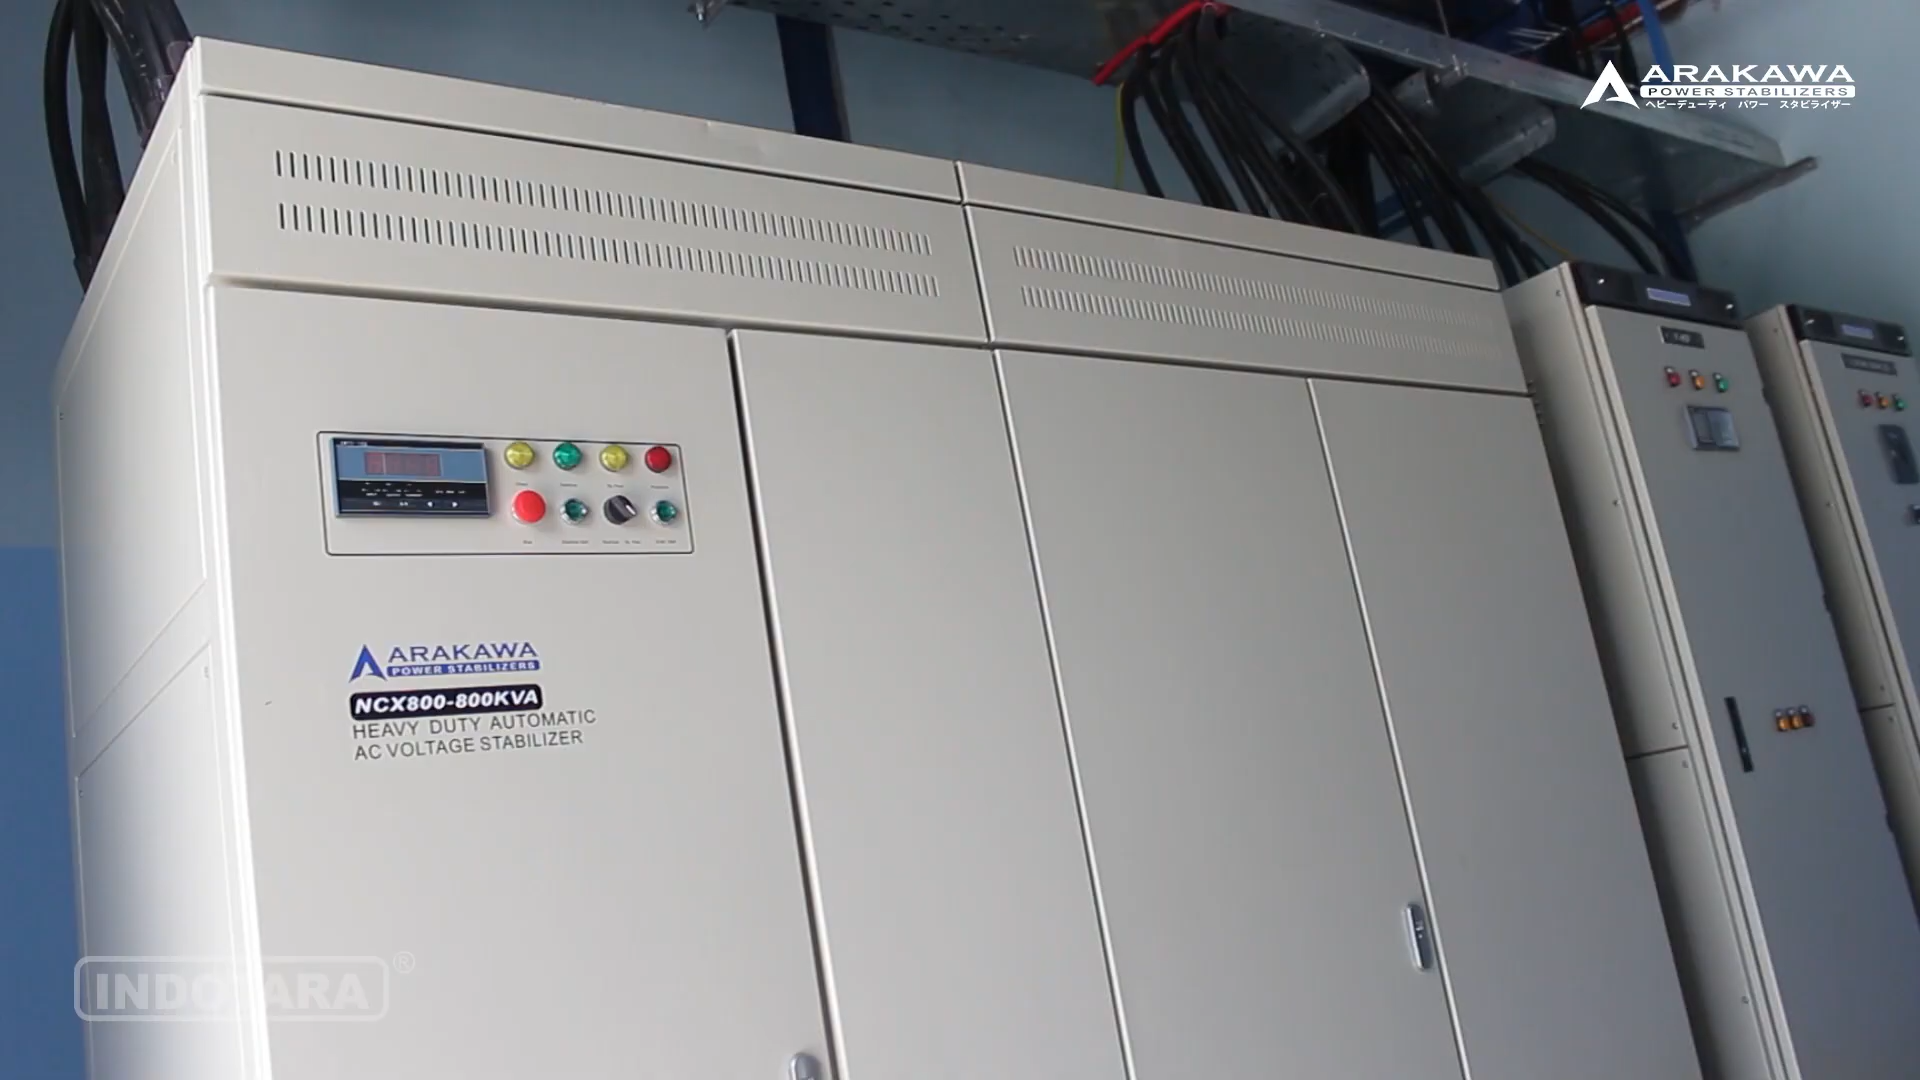 ARAKAWA
POWER STABILIZERS
ヘビーデューティ パワー スタビライザー
ARAKAWA
POWER STABILIZERS
NCX800-800KVA
HEAVY DUTY AUTOMATIC
AC VOLTAGE STABILIZER
INDOTARA®